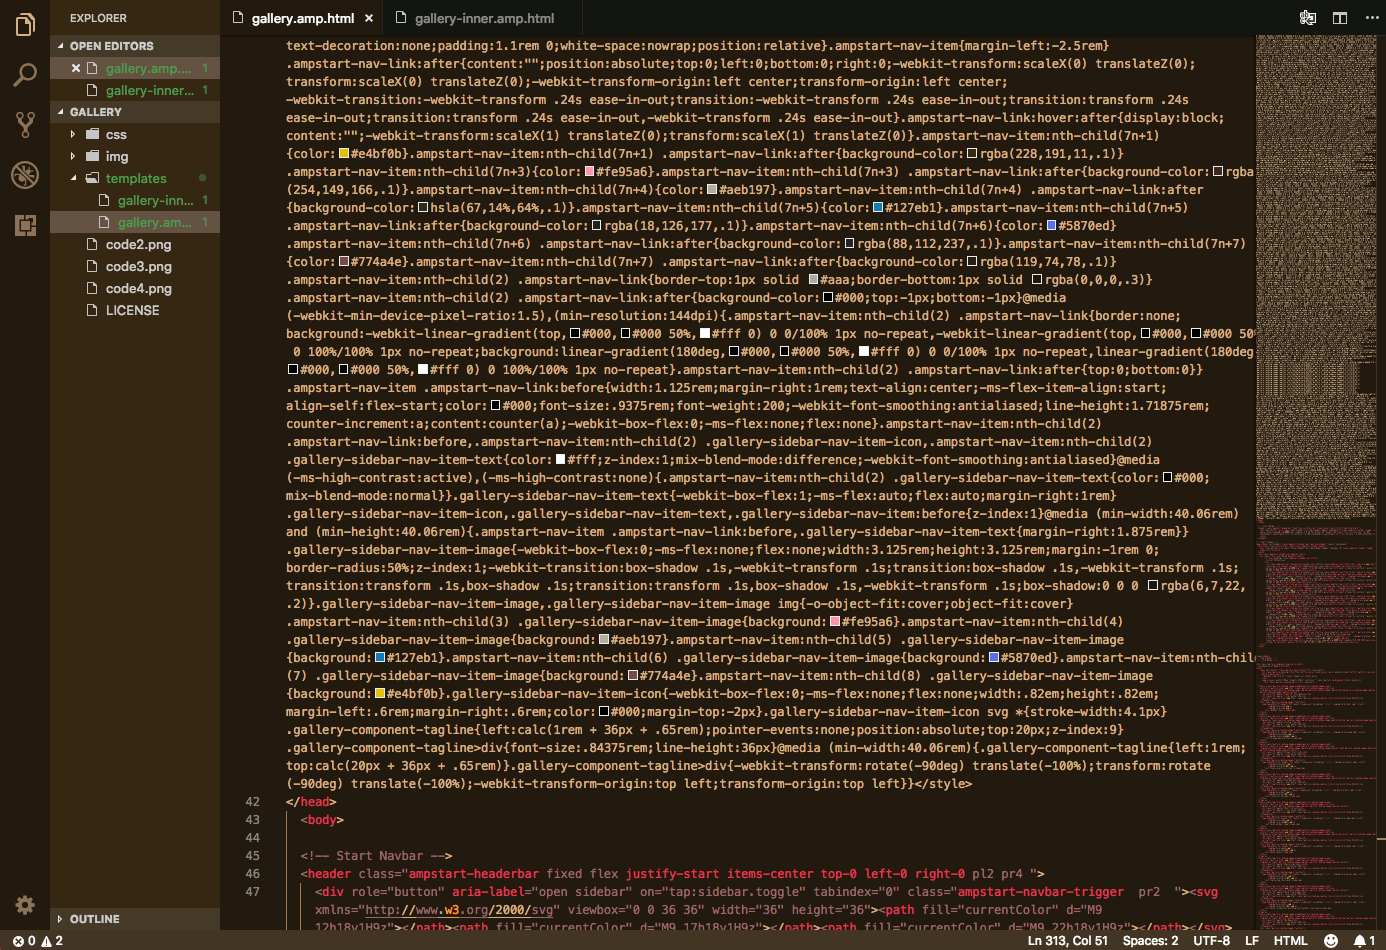 EXPLORER
OPEN EDITORS
gallery.amp.... 1
gallery-inner... 1
GALLERY
css
img
templates
gallery-inn... 1
gallery.am... 1
code2.png
code3.png
code4.png
LICENSE
OUTLINE
gallery.amp.html
gallery-inner.amp.html
text-decoration:none;padding:1.1rem 0;white-space:nowrap;position:relative}.ampstart-nav-item{margin-left:-2.5rem}
.ampstart-nav-link:after{content:"";position:absolute;top:0;left:0;bottom:0;right:0;-webkit-transform:scaleX(0) translateZ(0);
transform:scaleX(0) translateZ(0);-webkit-transform-origin:left center;transform-origin:left center;
-webkit-transition:-webkit-transform .24s ease-in-out;transition:-webkit-transform .24s ease-in-out;transition:transform .24s
ease-in-out;transition:transform .24s ease-in-out,-webkit-transform .24s ease-in-out}.ampstart-nav-link:hover:after{display:block;
content:"";-webkit-transform:scaleX(1) translateZ(0);transform:scaleX(1) translateZ(0)}.ampstart-nav-item:nth-child(7n+1)
{color:#e4bf0b}.ampstart-nav-item:nth-child(7n+1) .ampstart-nav-link:after{background-color:rgba(228,191,11,.1)}
.ampstart-nav-item:nth-child(7n+3){color:#fe95a6}.ampstart-nav-item:nth-child(7n+3) .ampstart-nav-link:after{background-color:rgba
(254,149,166,.1)}.ampstart-nav-item:nth-child(7n+4){color:#aeb197}.ampstart-nav-item:nth-child(7n+4) .ampstart-nav-link:after
{background-color:hsla(67,14%,64%,.1)}.ampstart-nav-item:nth-child(7n+5){color:#127eb1}.ampstart-nav-item:nth-child(7n+5)
.ampstart-nav-link:after{background-color:rgba(18,126,177,.1)}.ampstart-nav-item:nth-child(7n+6){color:#5870ed}
.ampstart-nav-item:nth-child(7n+6) .ampstart-nav-link:after{background-color:rgba(88,112,237,.1)}.ampstart-nav-item:nth-child(7n+7)
{color:#774a4e}.ampstart-nav-item:nth-child(7n+7) .ampstart-nav-link:after{background-color:rgba(119,74,78,.1)}
.ampstart-nav-item:nth-child(2) .ampstart-nav-link{border-top:1px solid #aaa;border-bottom:1px solid rgba(0,0,0,.3)}
.ampstart-nav-item:nth-child(2) .ampstart-nav-link:after{background-color:#000;top:-1px;bottom:-1px}@media
(-webkit-min-device-pixel-ratio:1.5),(min-resolution:144dpi){.ampstart-nav-item:nth-child(2) .ampstart-nav-link{border:none;
background:-webkit-linear-gradient(top,#000,#000 50%,#fff 0) 0 0/100% 1px no-repeat,-webkit-linear-gradient(top,#000,#000 50%
0 100%/100% 1px no-repeat;background:linear-gradient(180deg,#000,#000 50%,#fff 0) 0 0/100% 1px no-repeat,linear-gradient(180deg
#000,#000 50%,#fff 0) 0 100%/100% 1px no-repeat}.ampstart-nav-item:nth-child(2) .ampstart-nav-link:after{top:0;bottom:0}}
.ampstart-nav-item .ampstart-nav-link:before{width:1.125rem;margin-right:1rem;text-align:center;-ms-flex-item-align:start;
align-self:flex-start;color:#000;font-size:.9375rem;font-weight:200;-webkit-font-smoothing:antialiased;line-height:1.71875rem;
counter-increment:a;content:counter(a);-webkit-box-flex:0;-ms-flex:none;flex:none}.ampstart-nav-item:nth-child(2)
.ampstart-nav-link:before,.ampstart-nav-item:nth-child(2) .gallery-sidebar-nav-item-icon,.ampstart-nav-item:nth-child(2)
.gallery-sidebar-nav-item-text{color:#fff;z-index:1;mix-blend-mode:difference;-webkit-font-smoothing:antialiased}@media
(-ms-high-contrast:active),(-ms-high-contrast:none){.ampstart-nav-item:nth-child(2) .gallery-sidebar-nav-item-text{color:#000;
mix-blend-mode:normal}}.gallery-sidebar-nav-item-text{-webkit-box-flex:1;-ms-flex:auto;flex:auto;margin-right:1rem}
.gallery-sidebar-nav-item-icon,.gallery-sidebar-nav-item-text,.gallery-sidebar-nav-item:before{z-index:1}@media (min-width:40.06rem)
and (min-height:40.06rem){.ampstart-nav-item .ampstart-nav-link:before,.gallery-sidebar-nav-item-text{margin-right:1.875rem}}
.gallery-sidebar-nav-item-image{-webkit-box-flex:0;-ms-flex:none;flex:none;width:3.125rem;height:3.125rem;margin:-1rem 0;
border-radius:50%;z-index:1;-webkit-transition:box-shadow .1s,-webkit-transform .1s;transition:box-shadow .1s,-webkit-transform .1s;
transition:transform .1s,box-shadow .1s;transition:transform .1s,box-shadow .1s,-webkit-transform .1s;box-shadow:0 0 0 rgba(6,7,22,
.2)}.gallery-sidebar-nav-item-image,.gallery-sidebar-nav-item-image img{-o-object-fit:cover;object-fit:cover}
.ampstart-nav-item:nth-child(3) .gallery-sidebar-nav-item-image{background:#fe95a6}.ampstart-nav-item:nth-child(4)
.gallery-sidebar-nav-item-image{background:#aeb197}.ampstart-nav-item:nth-child(5) .gallery-sidebar-nav-item-image
{background:#127eb1}.ampstart-nav-item:nth-child(6) .gallery-sidebar-nav-item-image{background:#5870ed}.ampstart-nav-item:nth-chil
(7) .gallery-sidebar-nav-item-image{background:#774a4e}.ampstart-nav-item:nth-child(8) .gallery-sidebar-nav-item-image
{background:#e4bf0b}.gallery-sidebar-nav-item-icon{-webkit-box-flex:0;-ms-flex:none;flex:none;width:.82em;height:.82em;
margin-left:.6rem;margin-right:.6rem;color:#000;margin-top:-2px}.gallery-sidebar-nav-item-icon svg *{stroke-width:4.1px}
.gallery-component-tagline{left:calc(1rem + 36px + .65rem);pointer-events:none;position:absolute;top:20px;z-index:9}
.gallery-component-tagline>div{font-size:.84375rem;line-height:36px}@media (min-width:40.06rem){.gallery-component-tagline{left:1rem;
top:calc(20px + 36px + .65rem)}.gallery-component-tagline>div{-webkit-transform:rotate(-90deg) translate(-100%);transform:rotate
(-90deg) translate(-100%);-webkit-transform-origin:top left;transform-origin:top left}}</style>
42 </head>
43 <body>
44
45 <!-- Start Navbar -->
46 <header class="ampstart-headerbar fixed flex justify-start items-center top-0 left-0 right-0 pl2 pr4 ">
47 <div role="button" aria-label="open sidebar" on="tap:sidebar.toggle" tabindex="0" class="ampstart-navbar-trigger  pr2  "><svg
xmlns="http://www.w3.org/2000/svg" viewbox="0 0 36 36" width="36" height="36"><path fill="currentColor" d="M9
12h18v1H9z"></path><path fill="currentColor" d="M9 17h18v1H9z"></path><path fill="currentColor" d="M9 22h18v1H9z"></path></svg>
0 2
Ln 313, Col 51
Spaces: 2
UTF-8
LF
HTML
1